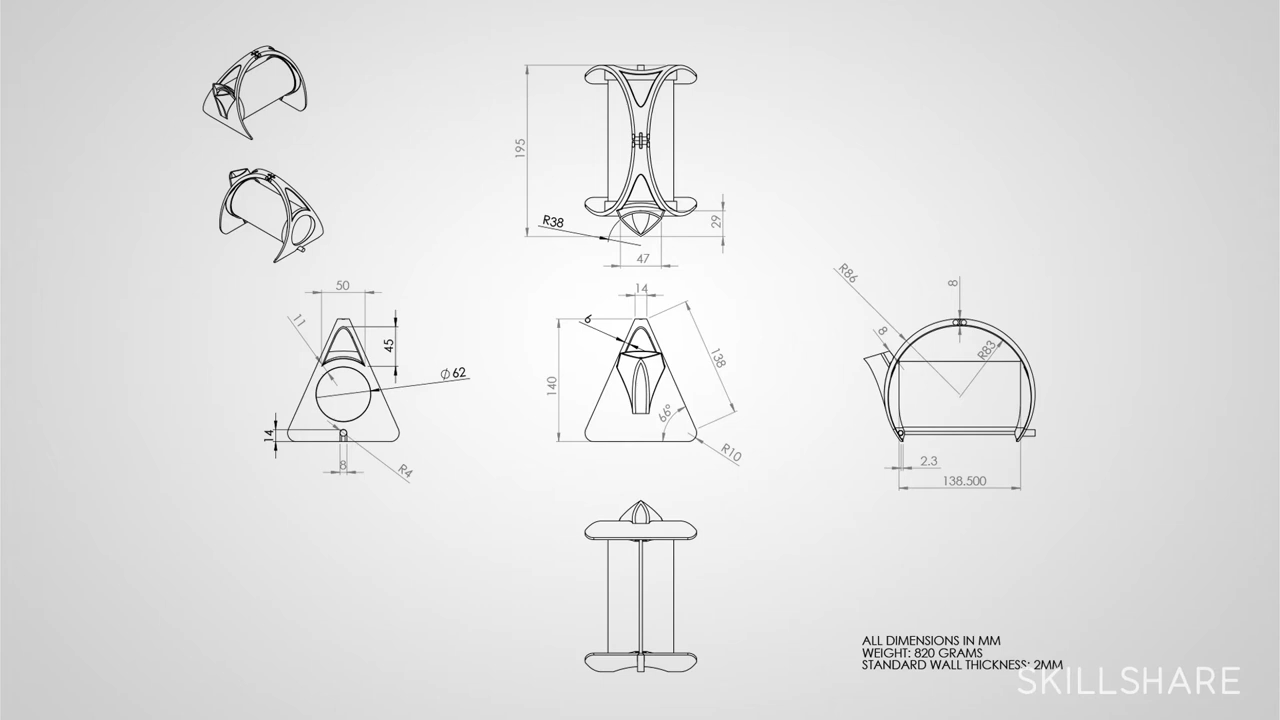 195
R38
29
47
50
11
45
Ø62
14
8
R4
14
6
138
140
66°
R10
R86
8
8
R83
2.3
138.500
ALL DIMENSIONS IN MM
WEIGHT: 820 GRAMS
STANDARD WALL THICKNESS: 2MM
SKILLSHARE